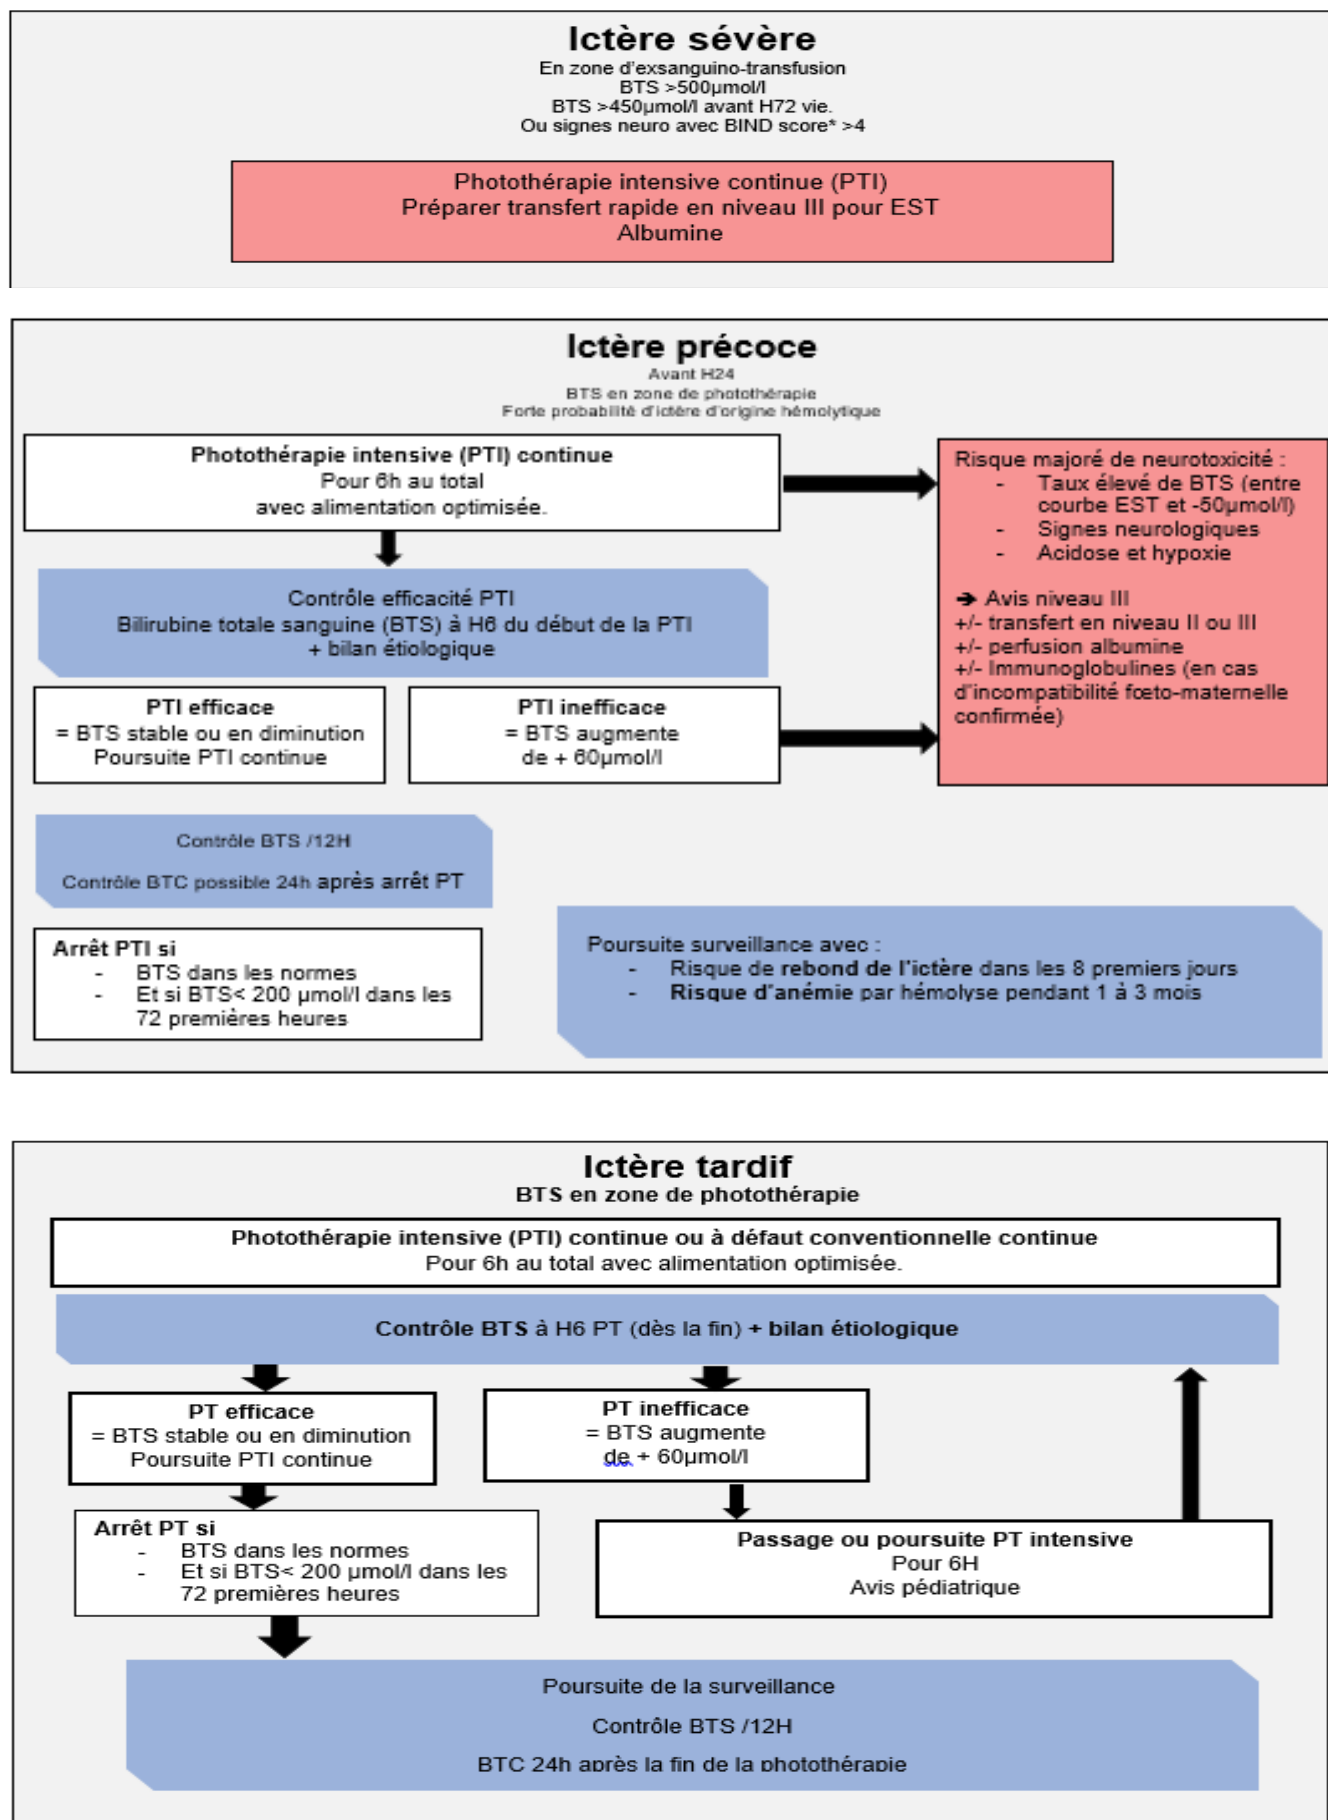 Ictère sévère
En zone d'exsanguino-transfusion
BTS >500µmol/l
BTS >450µmol/l avant H72 vie.
Ou signes neuro avec BIND score* >4
Photothérapie intensive continue (PTI)
Préparer transfert rapide en niveau III pour EST
Albumine
Ictère précoce
Avant H24
BTS en zone de photothérapie
Forte probabilité d'ictère d'origine hémolytique
Photothérapie intensive (PTI) continue
Pour 6h au total
avec alimentation optimisée.
Risque majoré de neurotoxicité :
- Taux élevé de BTS (entre
courbe EST et -50µmol/l)
- Signes neurologiques
- Acidose et hypoxie
➔ Avis niveau III
+/- transfert en niveau II ou III
+/- perfusion albumine
+/- Immunoglobulines (en cas
d'incompatibilité fœto-maternelle
confirmée)
Contrôle efficacité PTI
Bilirubine totale sanguine (BTS) à H6 du début de la PTI
+ bilan étiologique
PTI efficace
= BTS stable ou en diminution
Poursuite PTI continue
PTI inefficace
= BTS augmente
de + 60µmol/l
Contrôle BTS /12H
Contrôle BTC possible 24h après arrêt PT
Arrêt PTI si
- BTS dans les normes
- Et si BTS< 200 µmol/l dans les
72 premières heures
Poursuite surveillance avec :
- Risque de rebond de l'ictère dans les 8 premiers jours
- Risque d'anémie par hémolyse pendant 1 à 3 mois
Ictère tardif
BTS en zone de photothérapie
Photothérapie intensive (PTI) continue ou à défaut conventionnelle continue
Pour 6h au total avec alimentation optimisée.
Contrôle BTS à H6 PT (dès la fin) + bilan étiologique
PT efficace
= BTS stable ou en diminution
Poursuite PTI continue
PT inefficace
= BTS augmente
de + 60µmol/l
Arrêt PT si
- BTS dans les normes
- Et si BTS< 200 µmol/l dans les
72 premières heures
Passage ou poursuite PT intensive
Pour 6H
Avis pédiatrique
Poursuite de la surveillance
Contrôle BTS /12H
BTC 24h après la fin de la photothérapie